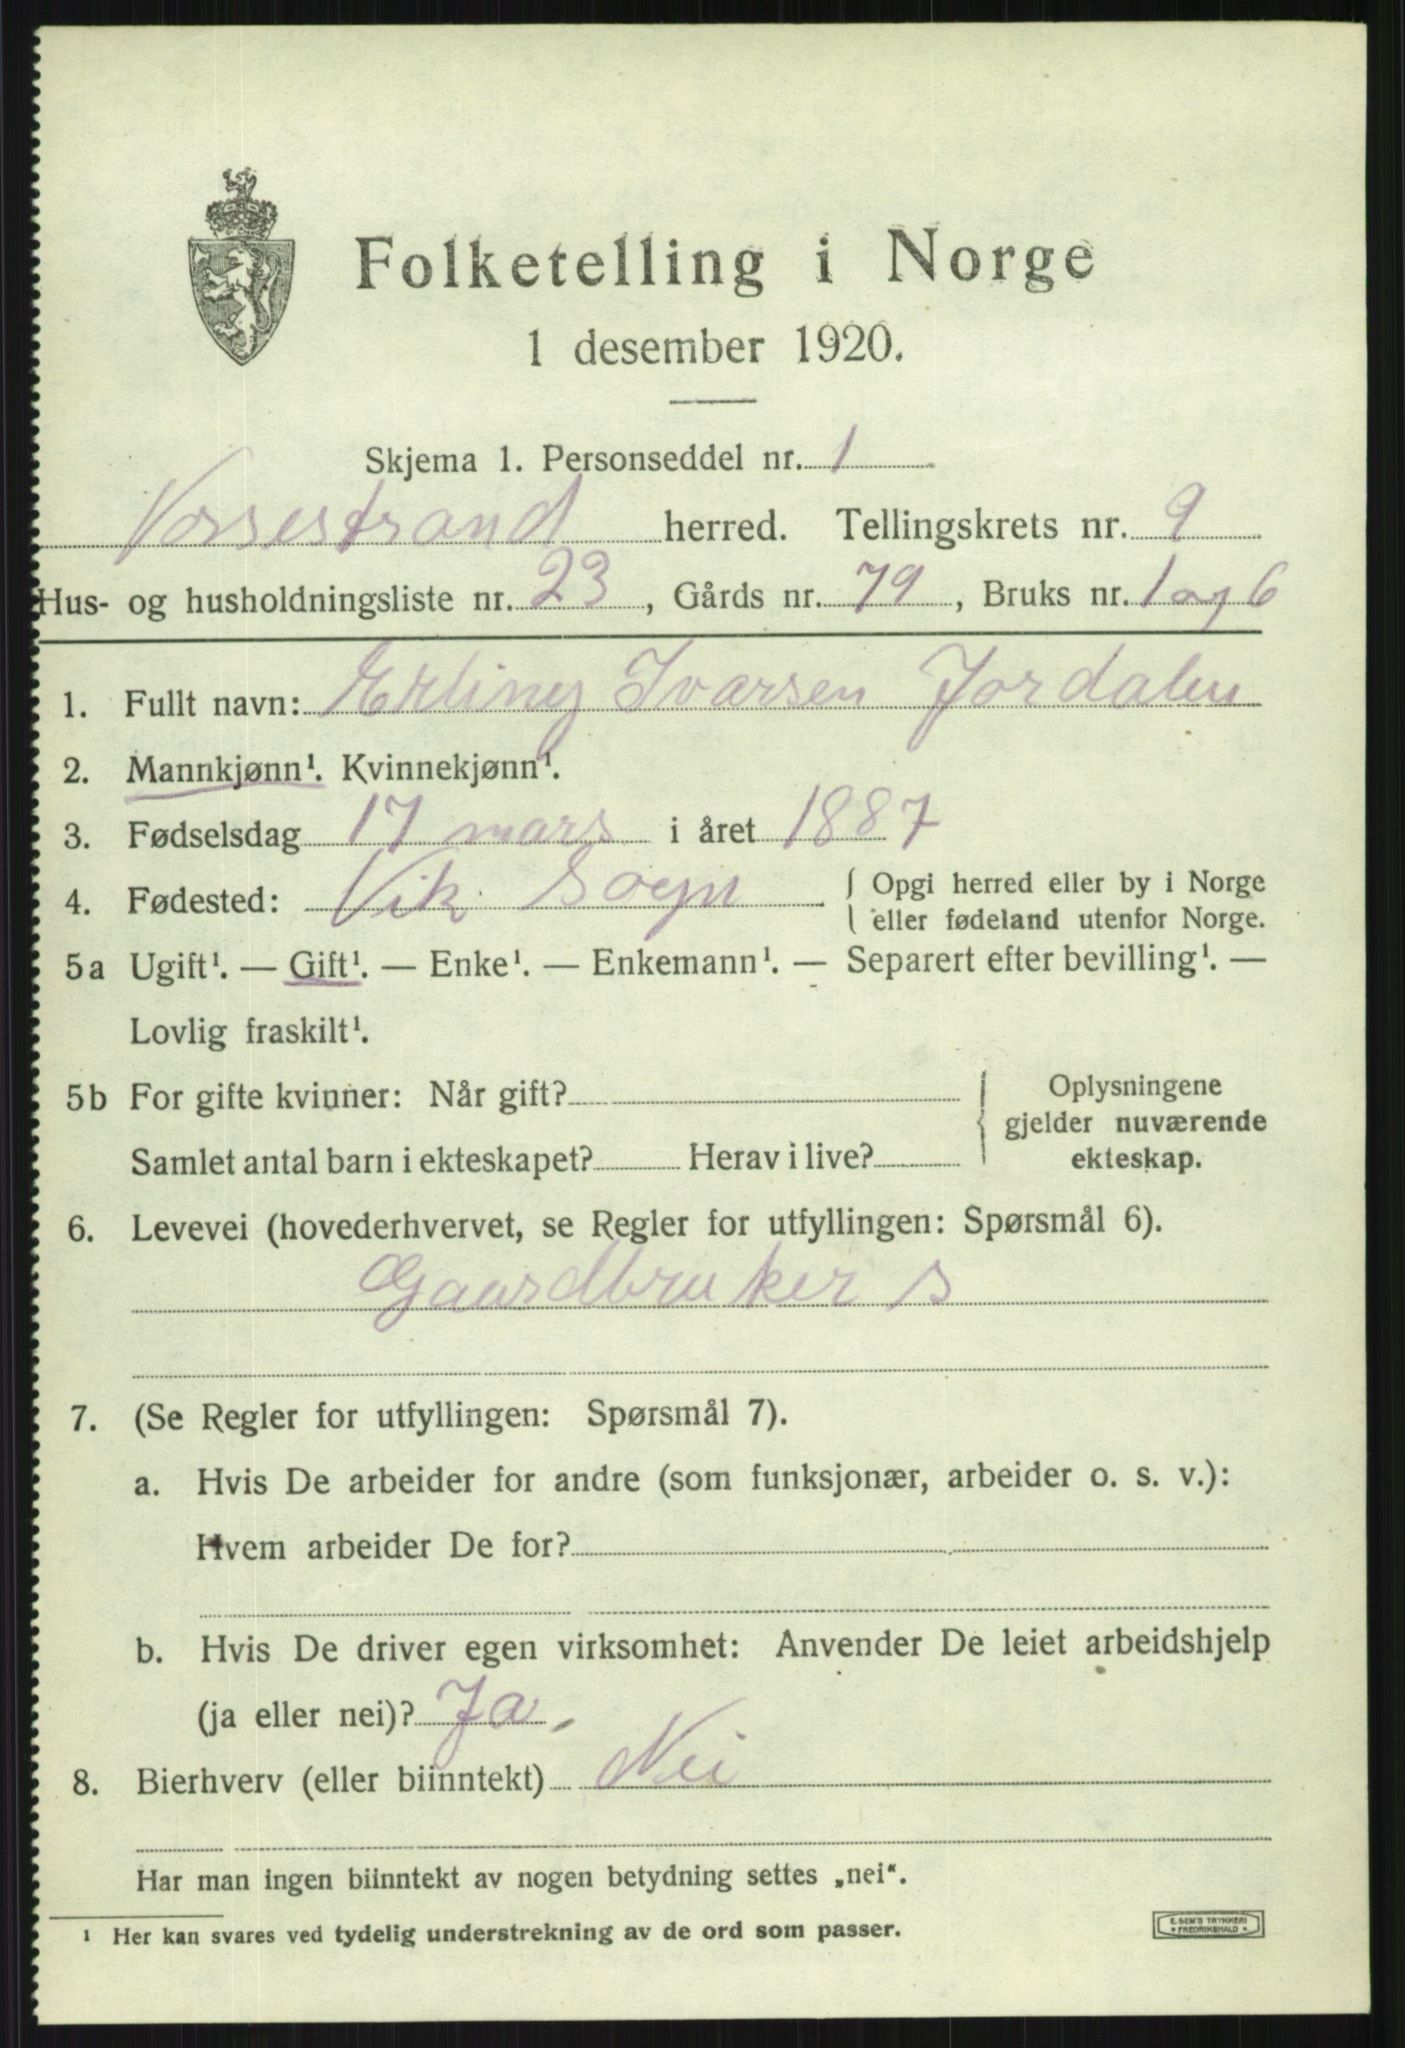 Folketelling i Norge
1 desember 1920.
Skjema 1. Personseddel nr. 1
Vossestrand herred. Tellingskrets nr. 9
Hus- og husholdningsliste nr. 23, Gårds nr. 79, Bruks nr. 1 og 6
1. Fullt navn: Erling Ivarsen Jordalen
2. Mannkjønn¹. Kvinnekjønn¹.
3. Fødselsdag 17 mars i året 1887
4. Fødested: Vik Sogn { Opgi herred eller by i Norge
eller fødeland utenfor Norge.
5a Ugift¹. — Gift¹. — Enke¹. — Enkemann¹. — Separert efter bevilling¹. —
Lovlig fraskilt¹.
5b For gifte kvinner: Når gift? { Oplysningene
gjelder nuværende
Samlet antal barn i ekteskapet? Herav i live? ekteskap.
6. Levevei (hovederhvervet, se Regler for utfyllingen: Spørsmål 6).
Gaardbruker s
7. (Se Regler for utfyllingen: Spørsmål 7).
a. Hvis De arbeider for andre (som funksjonær, arbeider o. s. v.):
Hvem arbeider De for?
b. Hvis De driver egen virksomhet: Anvender De leiet arbeidshjelp
(ja eller nei)? Ja,
8. Bierhverv (eller biinntekt) Nei
Har man ingen biinntekt av nogen betydning settes „nei“.
¹ Her kan svares ved tydelig understrekning av de ord som passer.
E. SEM'S TRYKKERI
* FREDRIKSHALD *